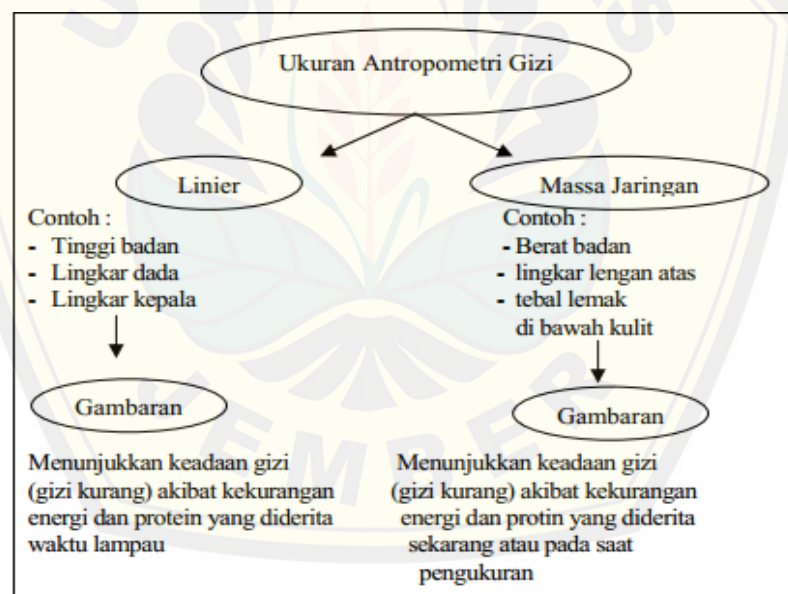 Ukuran Antropometri Gizi
Linier
Contoh :
- Tinggi badan
- Lingkar dada
- Lingkar kepala
Gambaran
Menunjukkan keadaan gizi
(gizi kurang) akibat kekurangan
energi dan protein yang diderita
waktu lampau
Massa Jaringan
Contoh :
- Berat badan
- lingkar lengan atas
- tebal lemak
di bawah kulit
Gambaran
Menunjukkan keadaan gizi
(gizi kurang) akibat kekurangan
energi dan protin yang diderita
sekarang atau pada saat
pengukuran
JEMBER